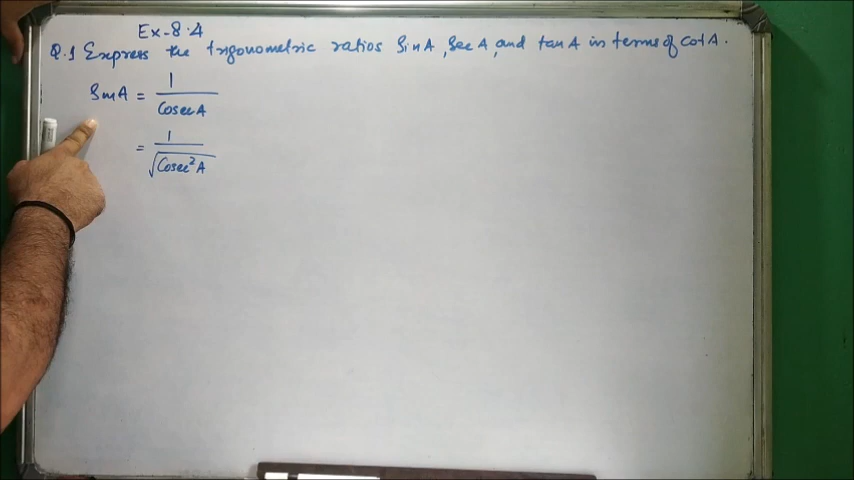 Ex-8.4
Q.1 Express the trigonometric ratios Sin A, Sec A, and tan A in terms of Cot A.
Sin A = 1 / Cosec A
= 1 / √Cosec² A